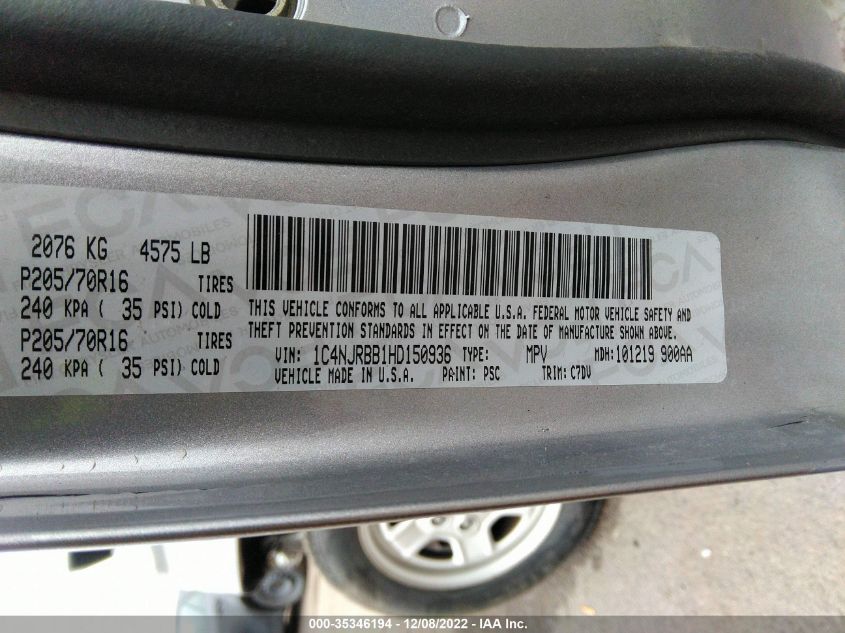 2076 KG 4575 LB
P205/70R16 TIRES
240 KPA ( 35 PSI) COLD
P205/70R16 TIRES
240 KPA ( 35 PSI) COLD
THIS VEHICLE CONFORMS TO ALL APPLICABLE U.S.A. FEDERAL MOTOR VEHICLE SAFETY AND
THEFT PREVENTION STANDARDS IN EFFECT ON THE DATE OF MANUFACTURE SHOWN ABOVE.
VIN: 1C4NJRBB1HD150936 TYPE: MPV MDH:101219 900AA
VEHICLE MADE IN U.S.A. PAINT: PSC TRIM: C7DV
000-35346194 - 12/08/2022 - IAA Inc.